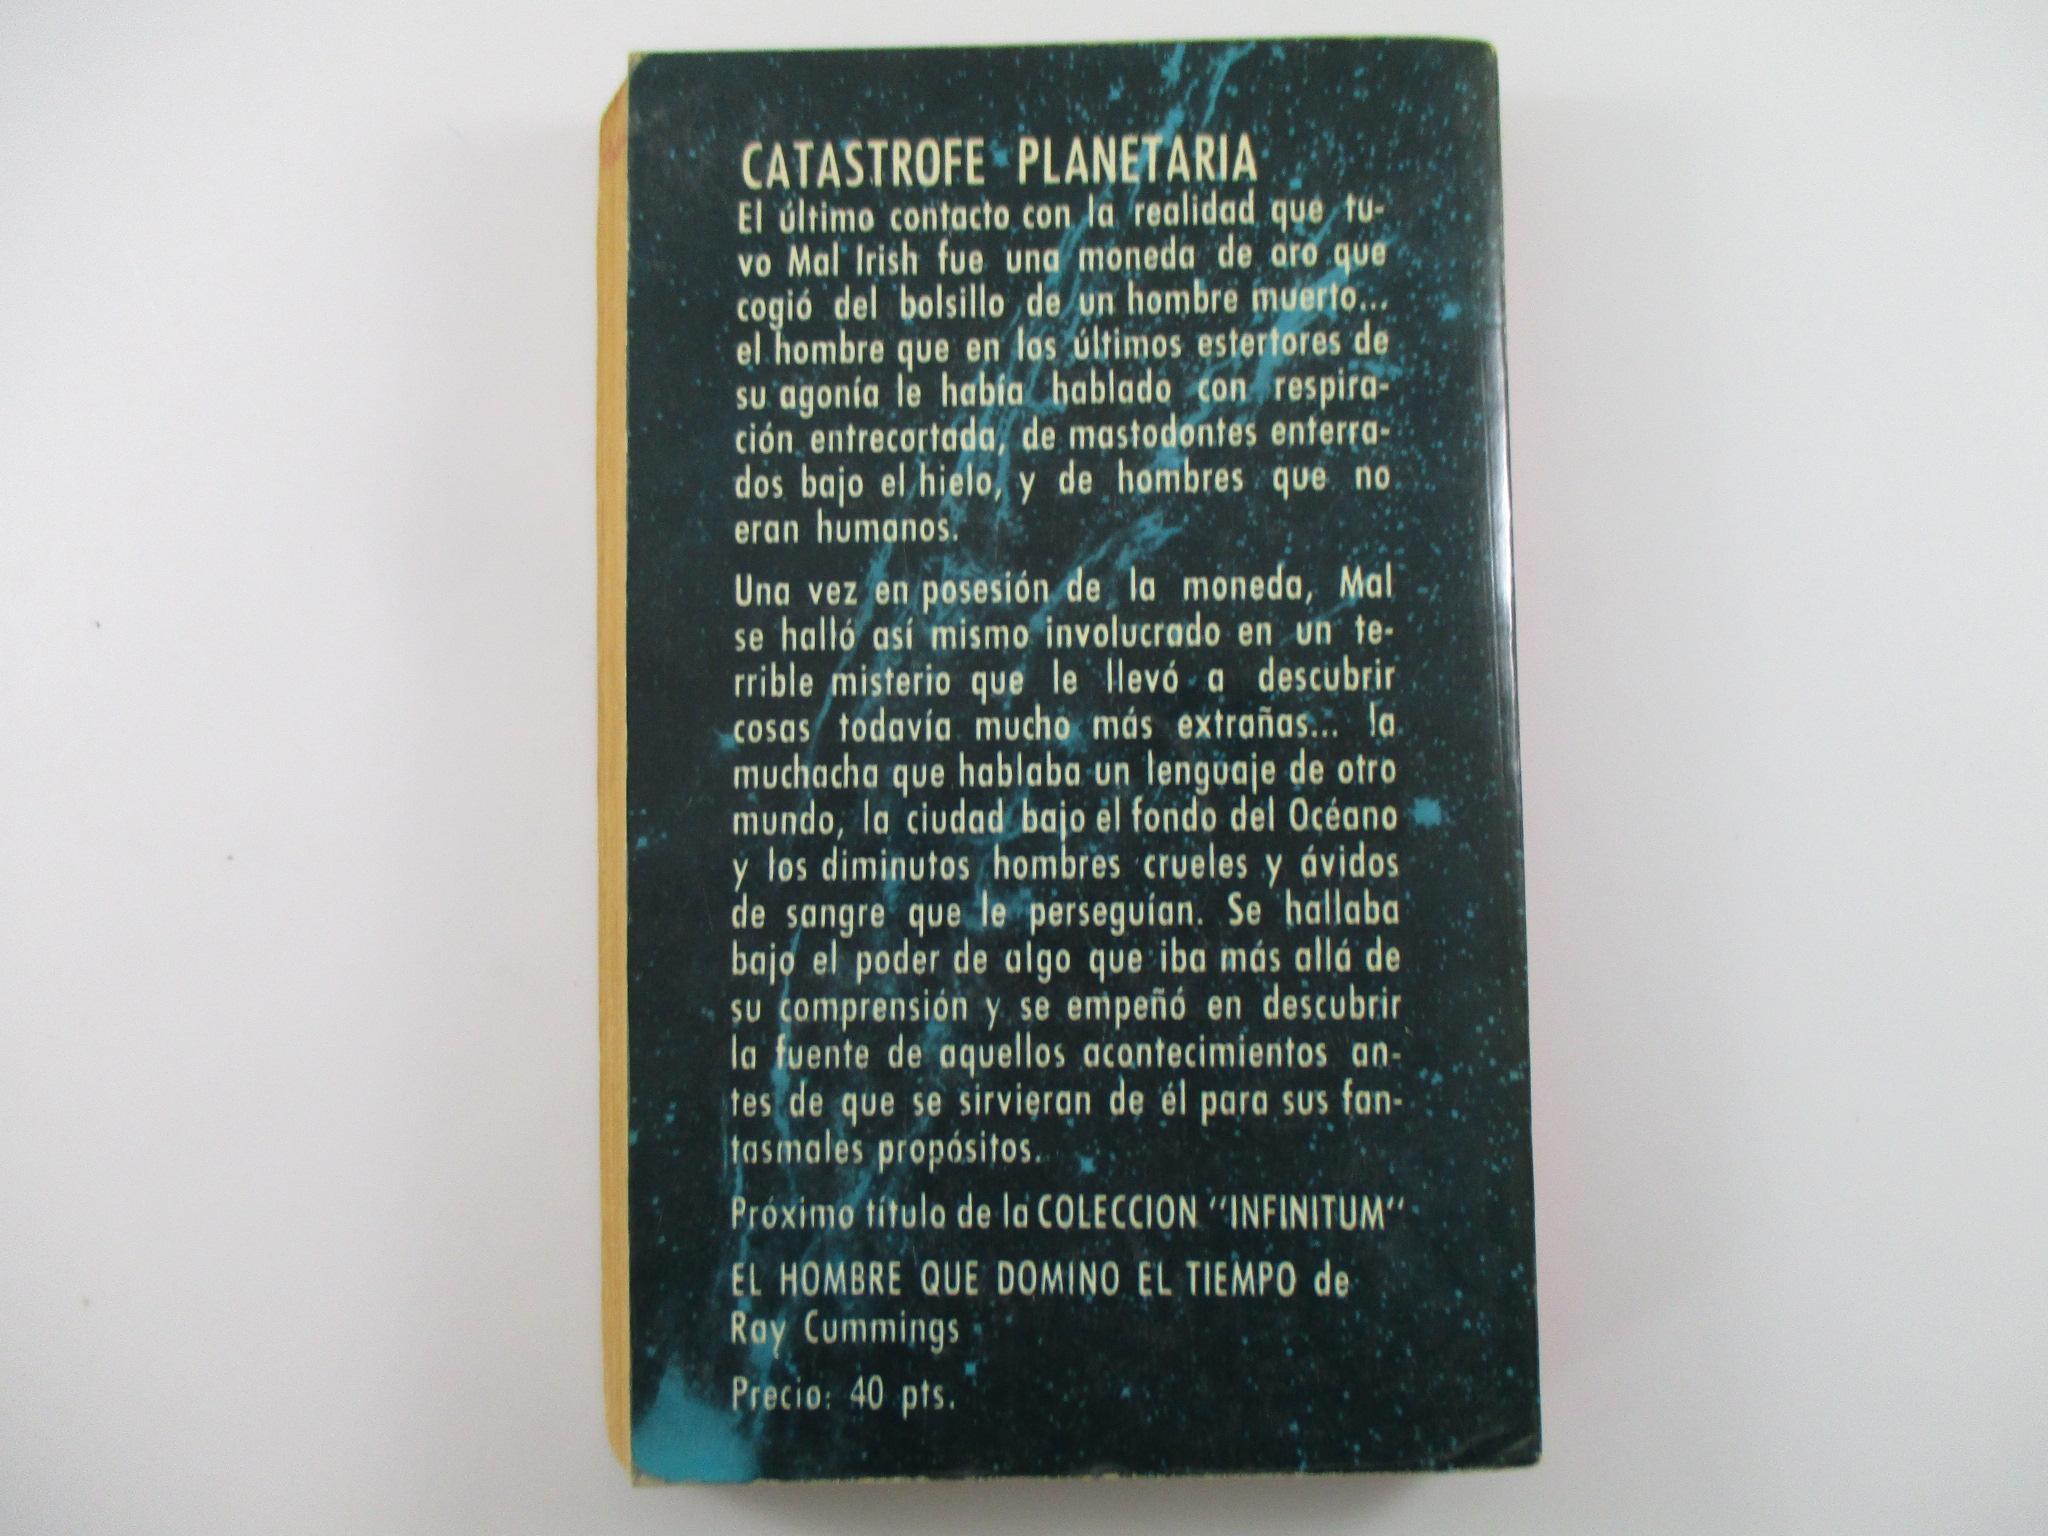 CATASTROFE PLANETARIA
El último contacto con la realidad que tu-
vo Mal Irish fue una moneda de oro que
cogió del bolsillo de un hombre muerto...
el hombre que en los últimos estertores de
su agonía le había hablado con respira-
ción entrecortada, de mastodontes enterra-
dos bajo el hielo, y de hombres que no
eran humanos.
Una vez en posesión de la moneda, Mal
se halló así mismo involucrado en un te-
rrible misterio que le llevó a descubrir
cosas todavía mucho más extrañas... la
muchacha que hablaba un lenguaje de otro
mundo, la ciudad bajo el fondo del Océano
y los diminutos hombres crueles y ávidos
de sangre que le perseguían. Se hallaba
bajo el poder de algo que iba más allá de
su comprensión y se empeñó en descubrir
la fuente de aquellos acontecimientos an-
tes de que se sirvieran de él para sus fan-
tasmales propósitos.
Próximo título de la COLECCION "INFINITUM"
EL HOMBRE QUE DOMINO EL TIEMPO de
Ray Cummings
Precio: 40 pts.